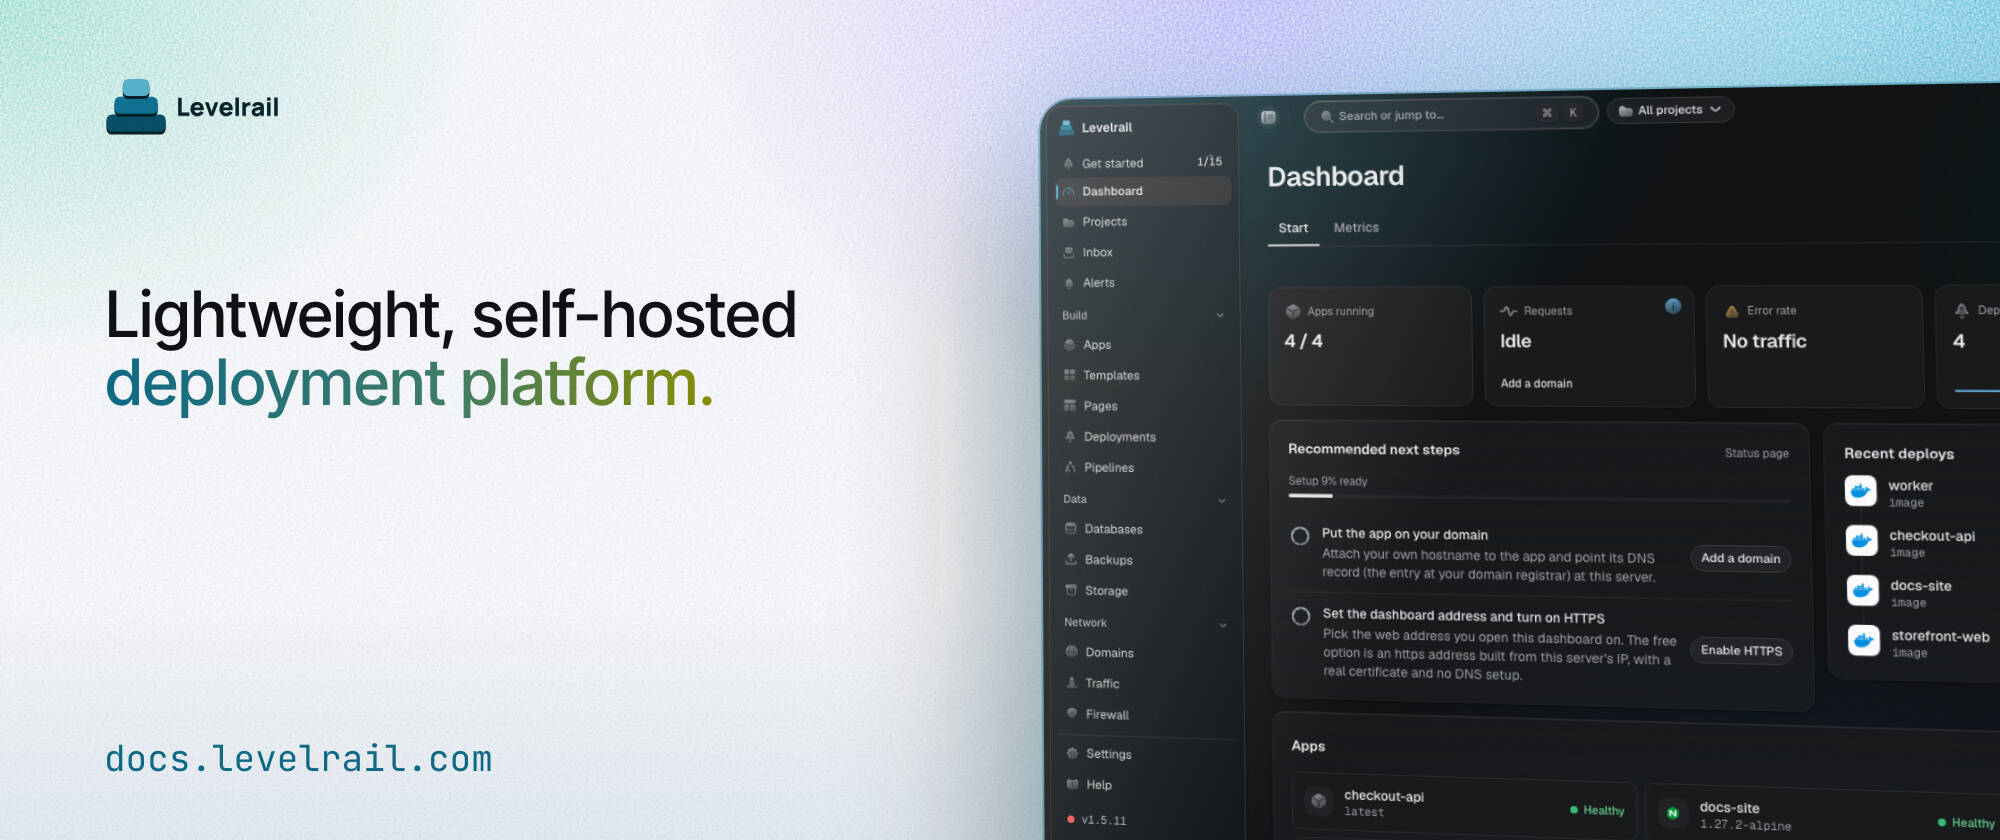 Levelrail
Lightweight, self-hosted
deployment platform.
docs.levelrail.com
Levelrail
Get started 1/15
Dashboard
Projects
Inbox
Alerts
Build
Apps
Templates
Pages
Deployments
Pipelines
Data
Databases
Backups
Storage
Network
Domains
Traffic
Firewall
Settings
Help
v1.5.11
Search or jump to... ⌘ K
All projects
Dashboard
Start Metrics
Apps running
4 / 4
Requests
Idle
Add a domain
Error rate
No traffic
Dep
4
Recommended next steps
Status page
Setup 9% ready
Put the app on your domain
Attach your own hostname to the app and point its DNS
record (the entry at your domain registrar) at this server.
Add a domain
Set the dashboard address and turn on HTTPS
Pick the web address you open this dashboard on. The free
option is an https address built from this server's IP, with a
real certificate and no DNS setup.
Enable HTTPS
Recent deploys
worker
image
checkout-api
image
docs-site
image
storefront-web
image
Apps
checkout-api
latest
Healthy
docs-site
1.27.2-alpine
Healthy